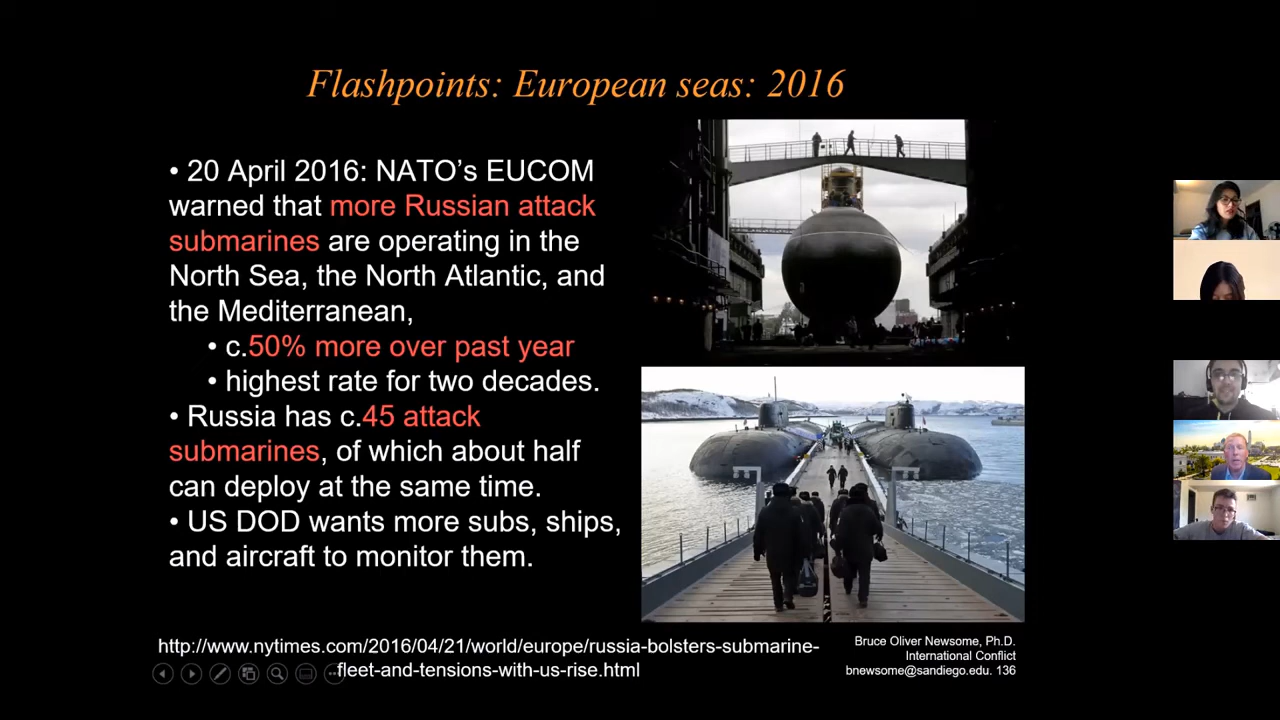 Flashpoints: European seas: 2016
• 20 April 2016: NATO’s EUCOM
warned that more Russian attack
submarines are operating in the
North Sea, the North Atlantic, and
the Mediterranean,
• c.50% more over past year
• highest rate for two decades.
• Russia has c.45 attack
submarines, of which about half
can deploy at the same time.
• US DOD wants more subs, ships,
and aircraft to monitor them.
http://www.nytimes.com/2016/04/21/world/europe/russia-bolsters-submarine-
fleet-and-tensions-with-us-rise.html
Bruce Oliver Newsome, Ph.D.
International Conflict
bnewsome@sandiego.edu. 136